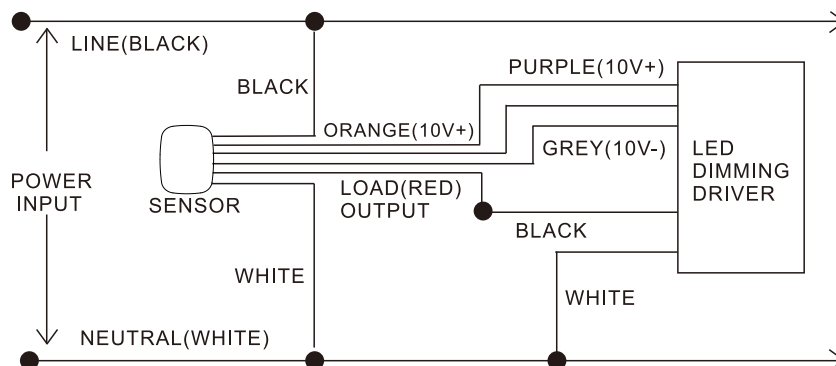 LINE(BLACK)
BLACK
PURPLE(10V+)
ORANGE(10V+)
GREY(10V-)
LED
DIMMING
DRIVER
POWER
INPUT
SENSOR
LOAD(RED)
OUTPUT
BLACK
WHITE
WHITE
NEUTRAL(WHITE)